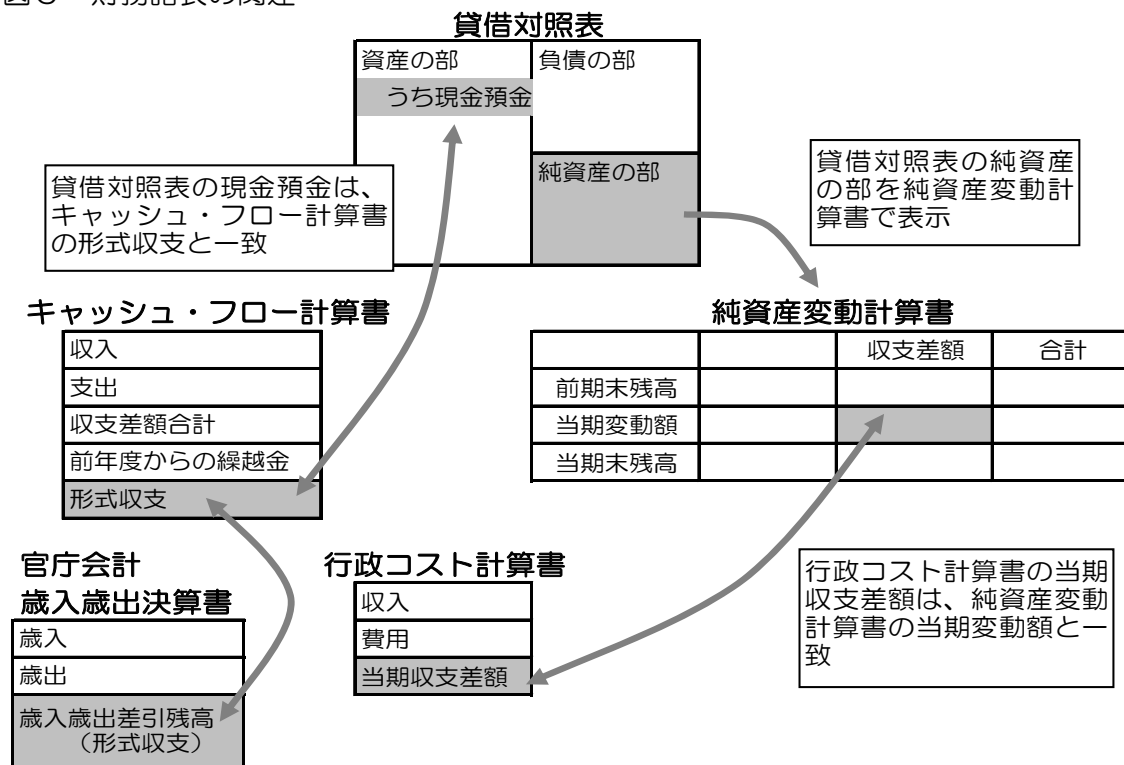 貸借対照表
資産の部
負債の部
うち現金預金
純資産の部
貸借対照表の現金預金は、
キャッシュ・フロー計算書
の形式収支と一致
貸借対照表の純資産
の部を純資産変動計
算書で表示
キャッシュ・フロー計算書
収入
支出
収支差額合計
前年度からの繰越金
形式収支
純資産変動計算書
収支差額
合計
前期末残高
当期変動額
当期末残高
官庁会計
歳入歳出決算書
歳入
歳出
歳入歳出差引残高
（形式収支）
行政コスト計算書
収入
費用
当期収支差額
行政コスト計算書の当期
収支差額は、純資産変動
計算書の当期変動額と一
致